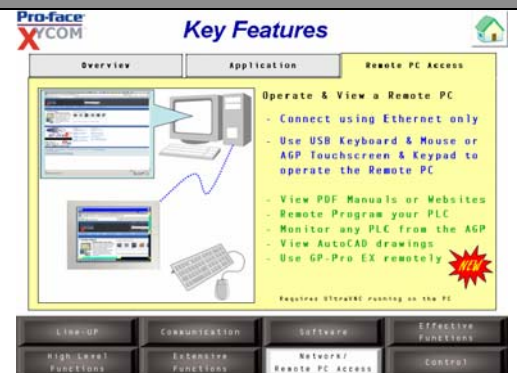 Pro-face
XYCOM
Key Features
Overview
Application
Remote PC Access
Operate & View a Remote PC
- Connect using Ethernet only
- Use USB Keyboard & Mouse or
AGP Touchscreen & Keypad to
operate the Remote PC
- View PDF Manuals or Websites
- Remote Program your PLC
- Monitor any PLC from the AGP
- View AutoCAD drawings
- Use GP-Pro EX remotely
NEW
Requires UltraVNC running on the PC
Line-UP
Communication
Software
Effective
Functions
High Level
Functions
Extensive
Functions
Network/
Remote PC Access
Control